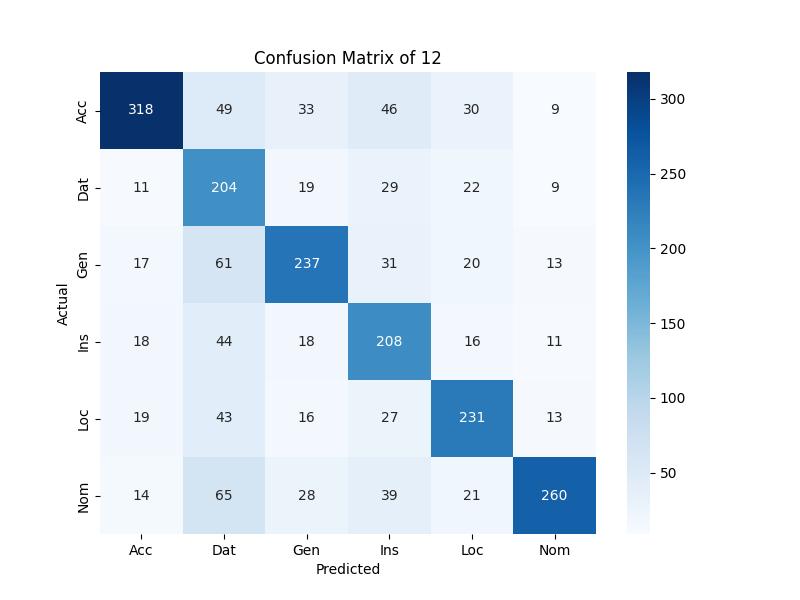 Confusion Matrix of 12
Acc 318 49 33 46 30 9
Dat 11 204 19 29 22 9
Gen 17 61 237 31 20 13
Ins 18 44 18 208 16 11
Loc 19 43 16 27 231 13
Nom 14 65 28 39 21 260
Acc Dat Gen Ins Loc Nom
Predicted
Actual
300
250
200
150
100
50